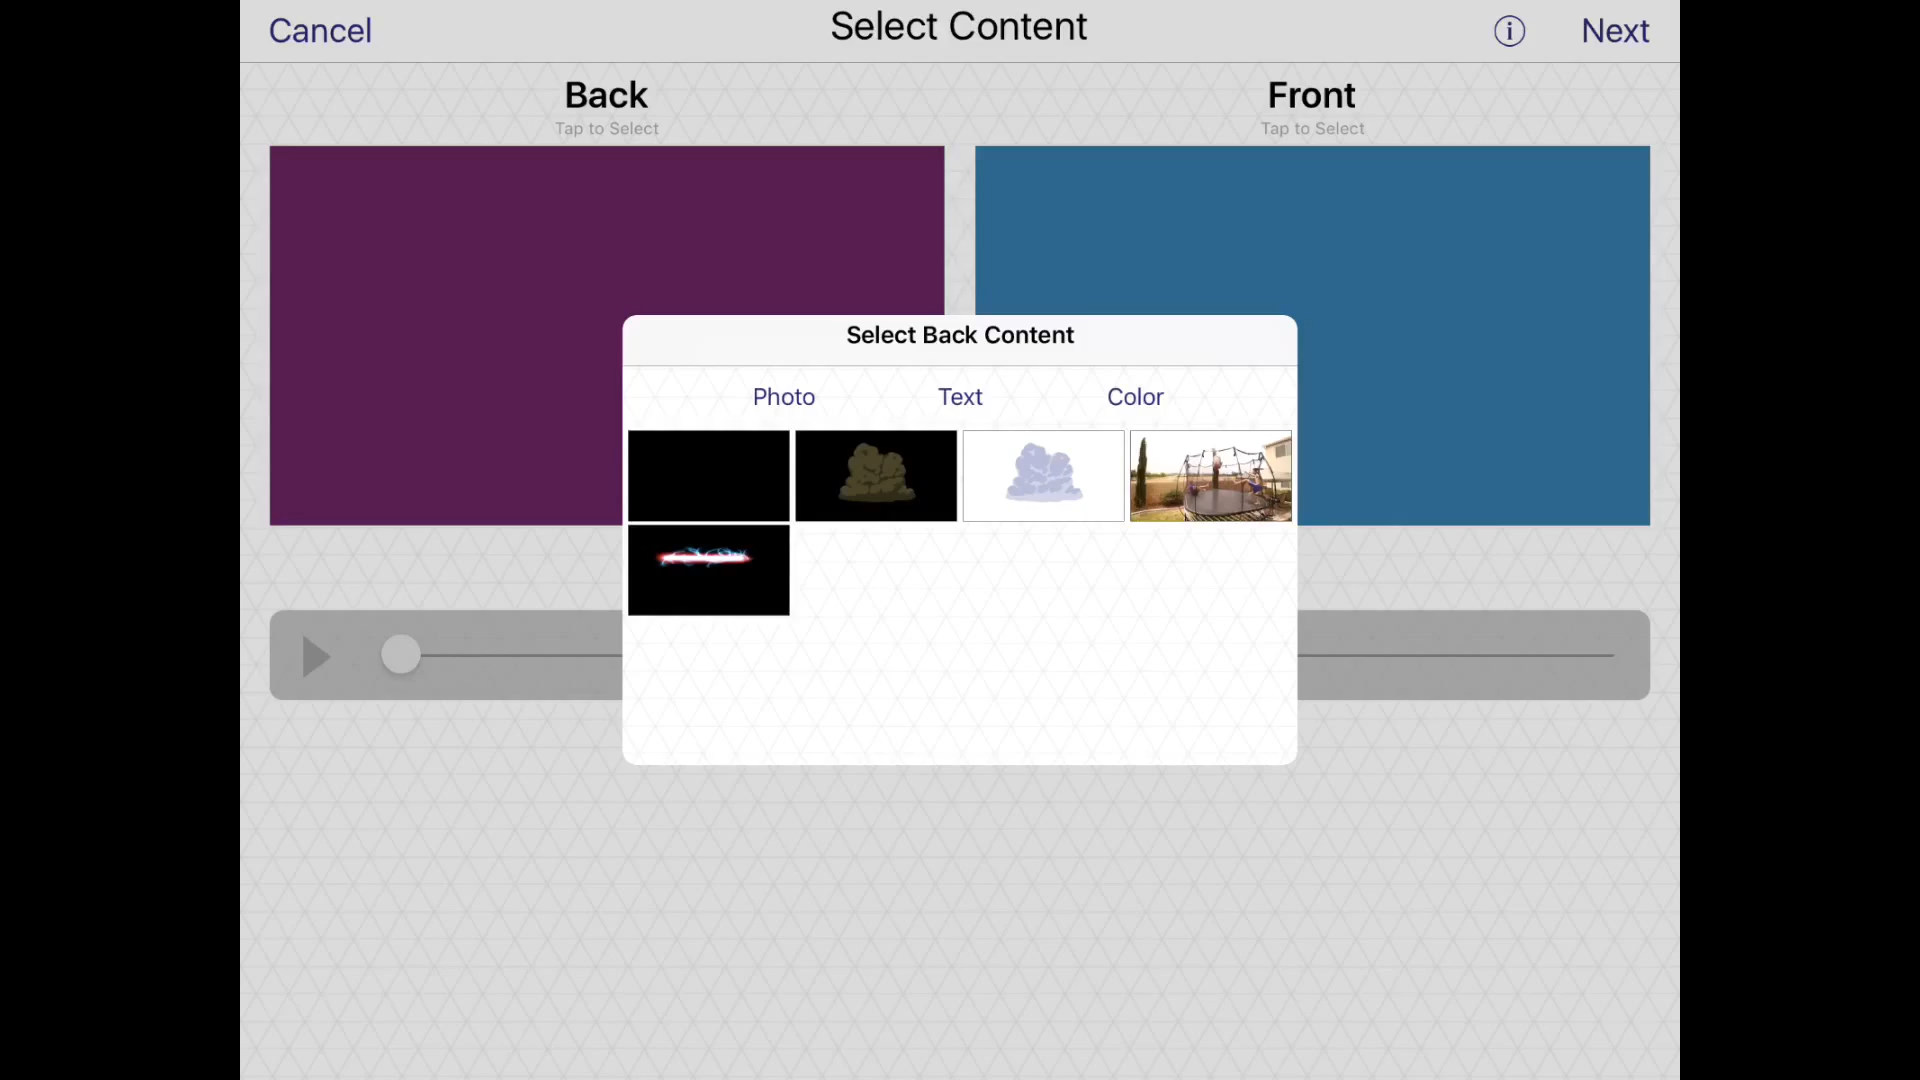 Cancel
Select Content
Next
Back
Front
Tap to Select
Tap to Select
Select Back Content
Photo
Text
Color